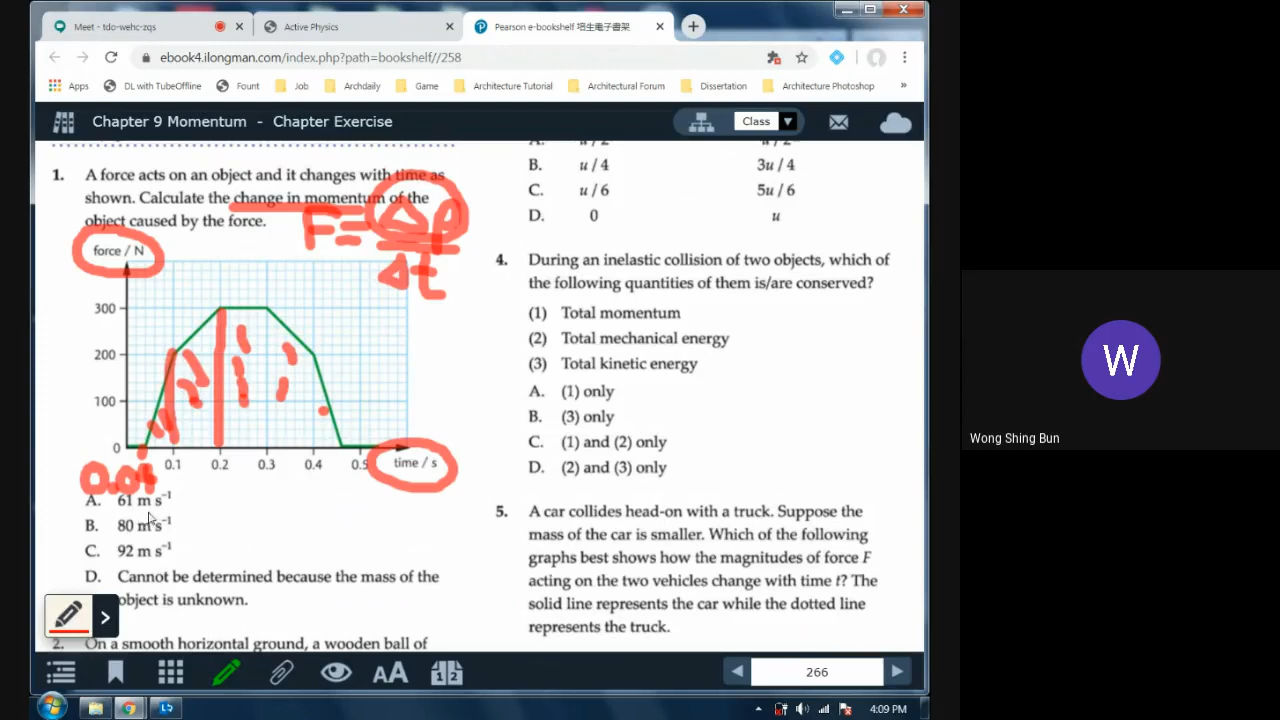 Meet - tdo-wehc-zqs
Active Physics
Pearson e-bookshelf 培生電子書架
ebook4.ilongman.com/index.php?path=bookshelf//258
Apps
DL with TubeOffline
Fount
Job
Archdaily
Game
Architecture Tutorial
Architectural Forum
Dissertation
Architecture Photoshop
»
Chapter 9 Momentum - Chapter Exercise
Class
1. A force acts on an object and it changes with time as
shown. Calculate the change in momentum of the
object caused by the force.
F = Δp
Δt
force / N
300
200
100
0
0.1 0.2 0.3 0.4 0.5 time / s
0.04
A. 61 m s⁻¹
B. 80 m s⁻¹
C. 92 m s⁻¹
D. Cannot be determined because the mass of the
object is unknown.
2. On a smooth horizontal ground, a wooden ball of
B. u / 4 3u / 4
C. u / 6 5u / 6
D. 0 u
4. During an inelastic collision of two objects, which of
the following quantities of them is/are conserved?
(1) Total momentum
(2) Total mechanical energy
(3) Total kinetic energy
A. (1) only
B. (3) only
C. (1) and (2) only
D. (2) and (3) only
5. A car collides head-on with a truck. Suppose the
mass of the car is smaller. Which of the following
graphs best shows how the magnitudes of force F
acting on the two vehicles change with time t? The
solid line represents the car while the dotted line
represents the truck.
AA
1 2
266
4:09 PM
W
Wong Shing Bun